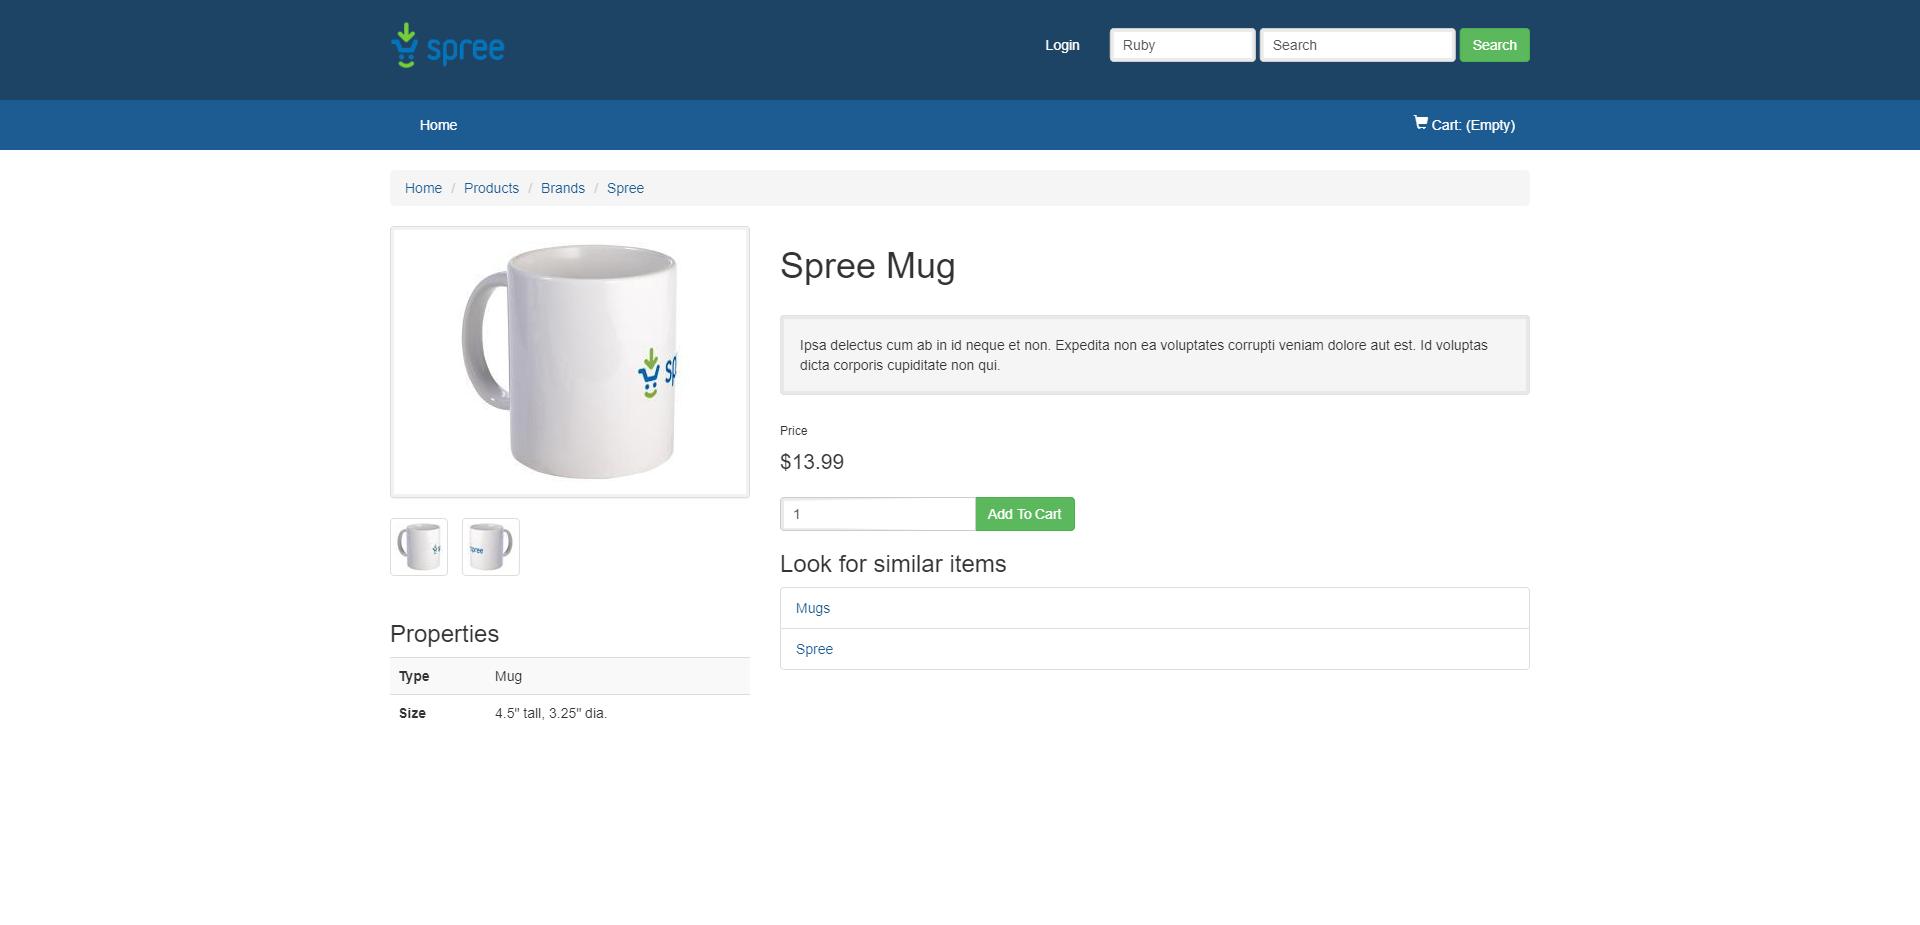 spree
Login
Ruby
Search
Search
Home
Cart: (Empty)
Home / Products / Brands / Spree
Spree Mug
Ipsa delectus cum ab in id neque et non. Expedita non ea voluptates corrupti veniam dolore aut est. Id voluptas
dicta corporis cupiditate non qui.
Price
$13.99
1
Add To Cart
Look for similar items
Mugs
Spree
sp
spree
Properties
Type Mug
Size 4.5" tall, 3.25" dia.